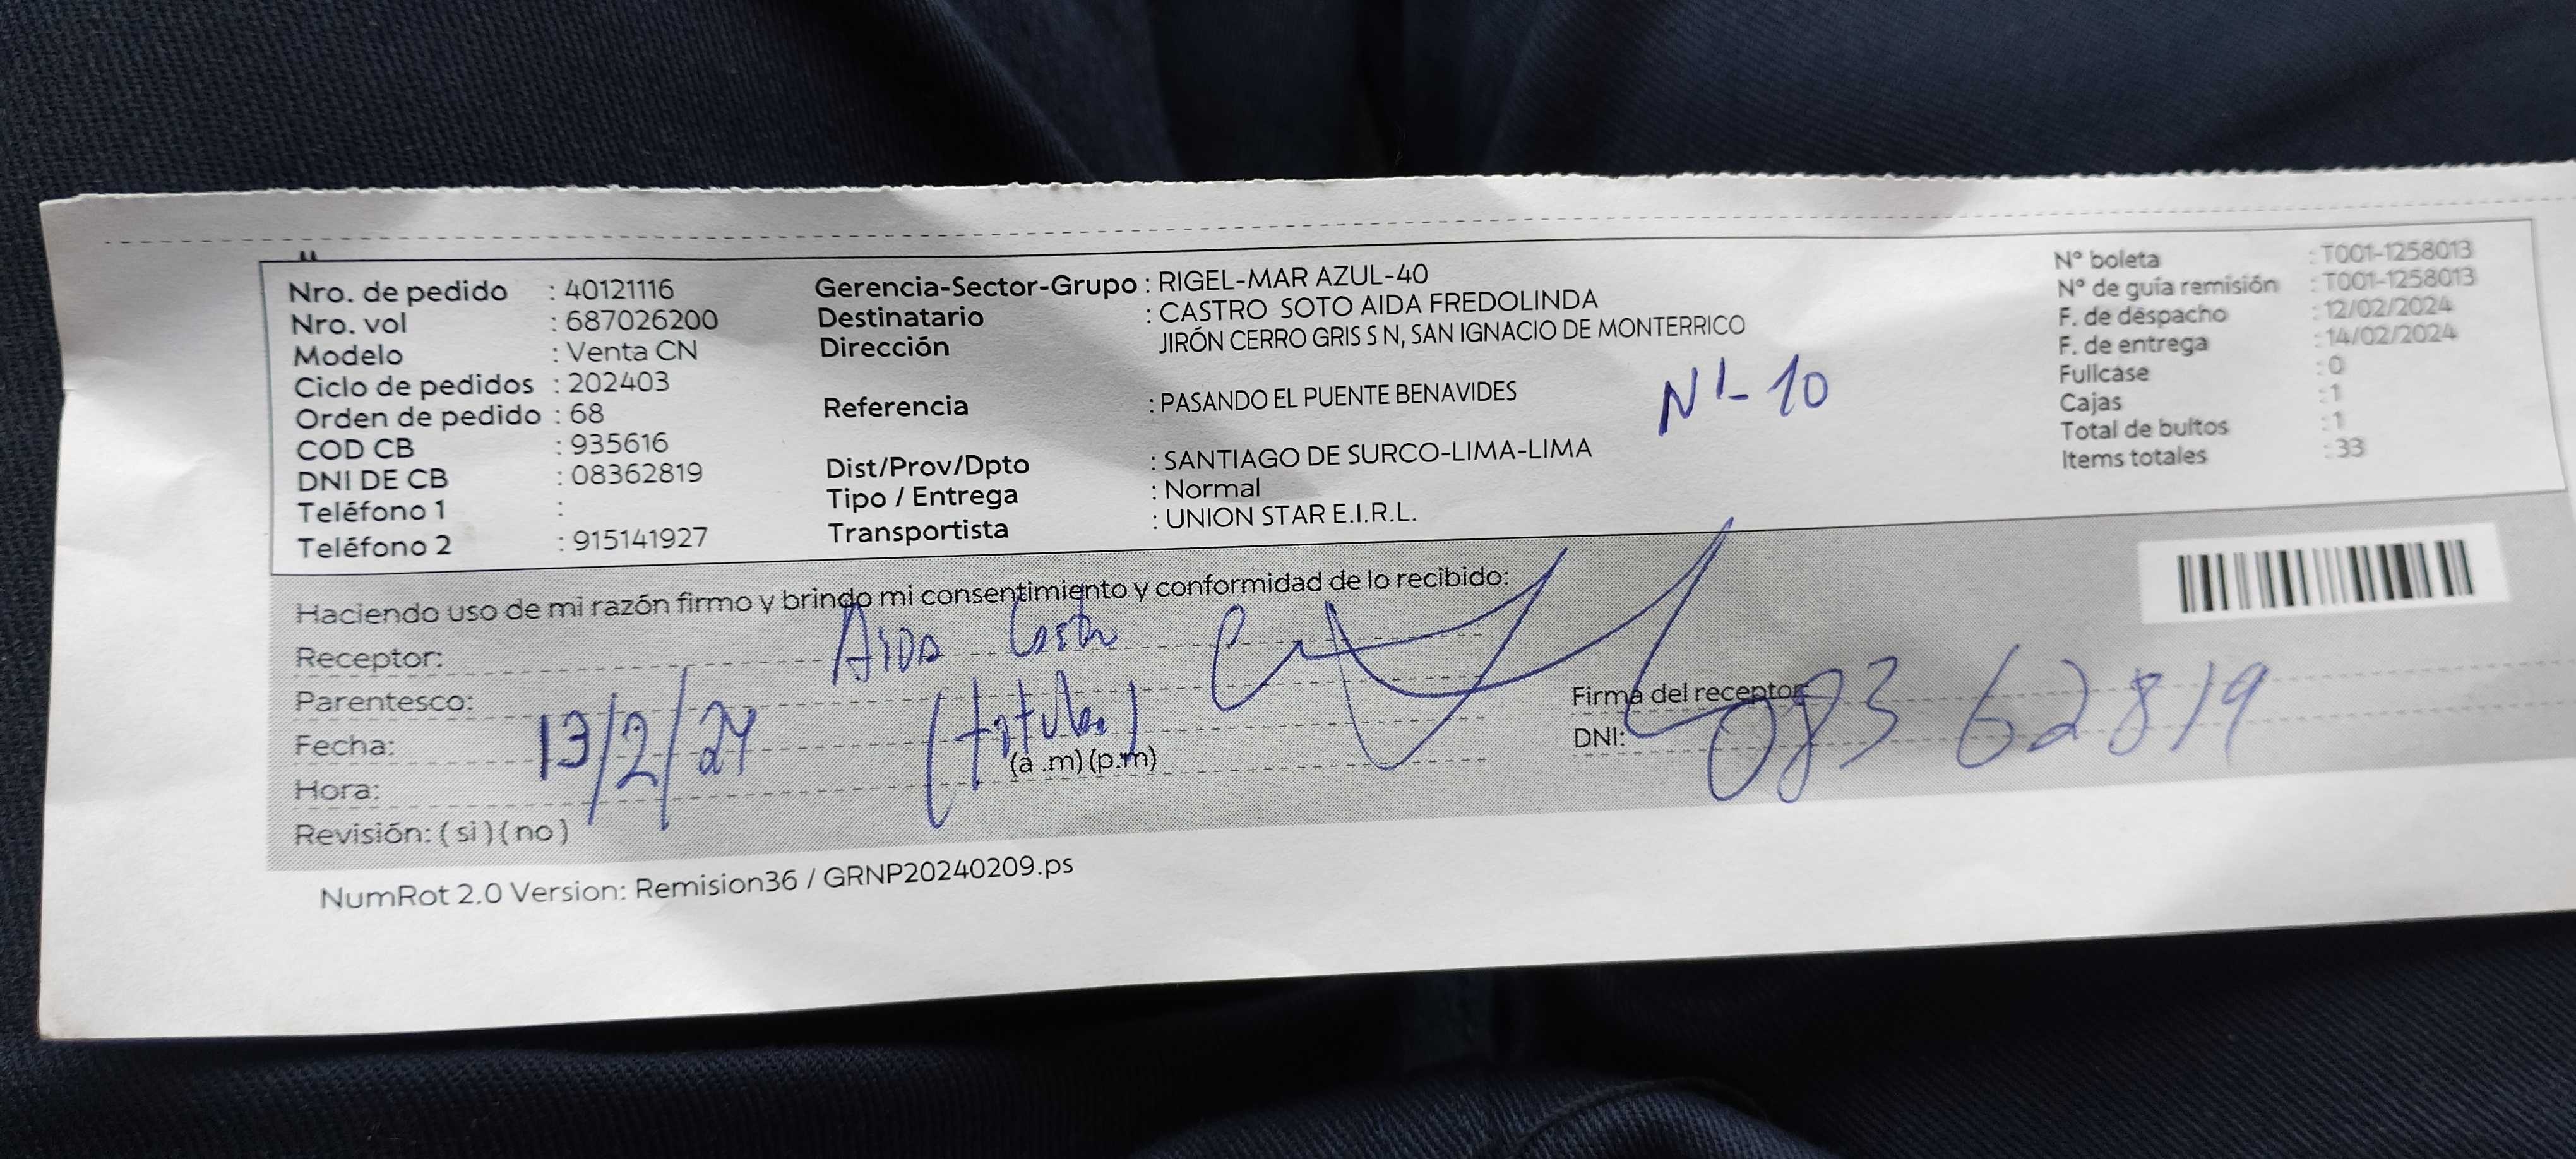 Nro. de pedido : 40121116
Nro. vol : 687026200
Modelo : Venta CN
Ciclo de pedidos : 202403
Orden de pedido : 68
COD CB : 935616
DNI DE CB : 08362819
Teléfono 1 :
Teléfono 2 : 915141927
Gerencia-Sector-Grupo : RIGEL-MAR AZUL-40
Destinatario : CASTRO SOTO AIDA FREDOLINDA
Dirección JIRÓN CERRO GRIS S N, SAN IGNACIO DE MONTERRICO
Referencia : PASANDO EL PUENTE BENAVIDES
Dist/Prov/Dpto : SANTIAGO DE SURCO-LIMA-LIMA
Tipo / Entrega : Normal
Transportista : UNION STAR E.I.R.L.
10
N° boleta : T001-1258013
N° de guía remisión : T001-1258013
F. de despacho : 12/02/2024
F. de entrega : 14/02/2024
Fullcase : 0
Cajas : 1
Total de bultos : 1
Items totales : 33
Haciendo uso de mi razón firmo y brindo mi consentimiento y conformidad de lo recibido:
Receptor: Aida
Parentesco: (titular)
Fecha: 13/2/24
Hora: (a .m) (p.m)
Revisión: ( si ) ( no )
Firma del receptor:
DNI: 08362819
NumRot 2.0 Version: Remision36 / GRNP20240209.ps